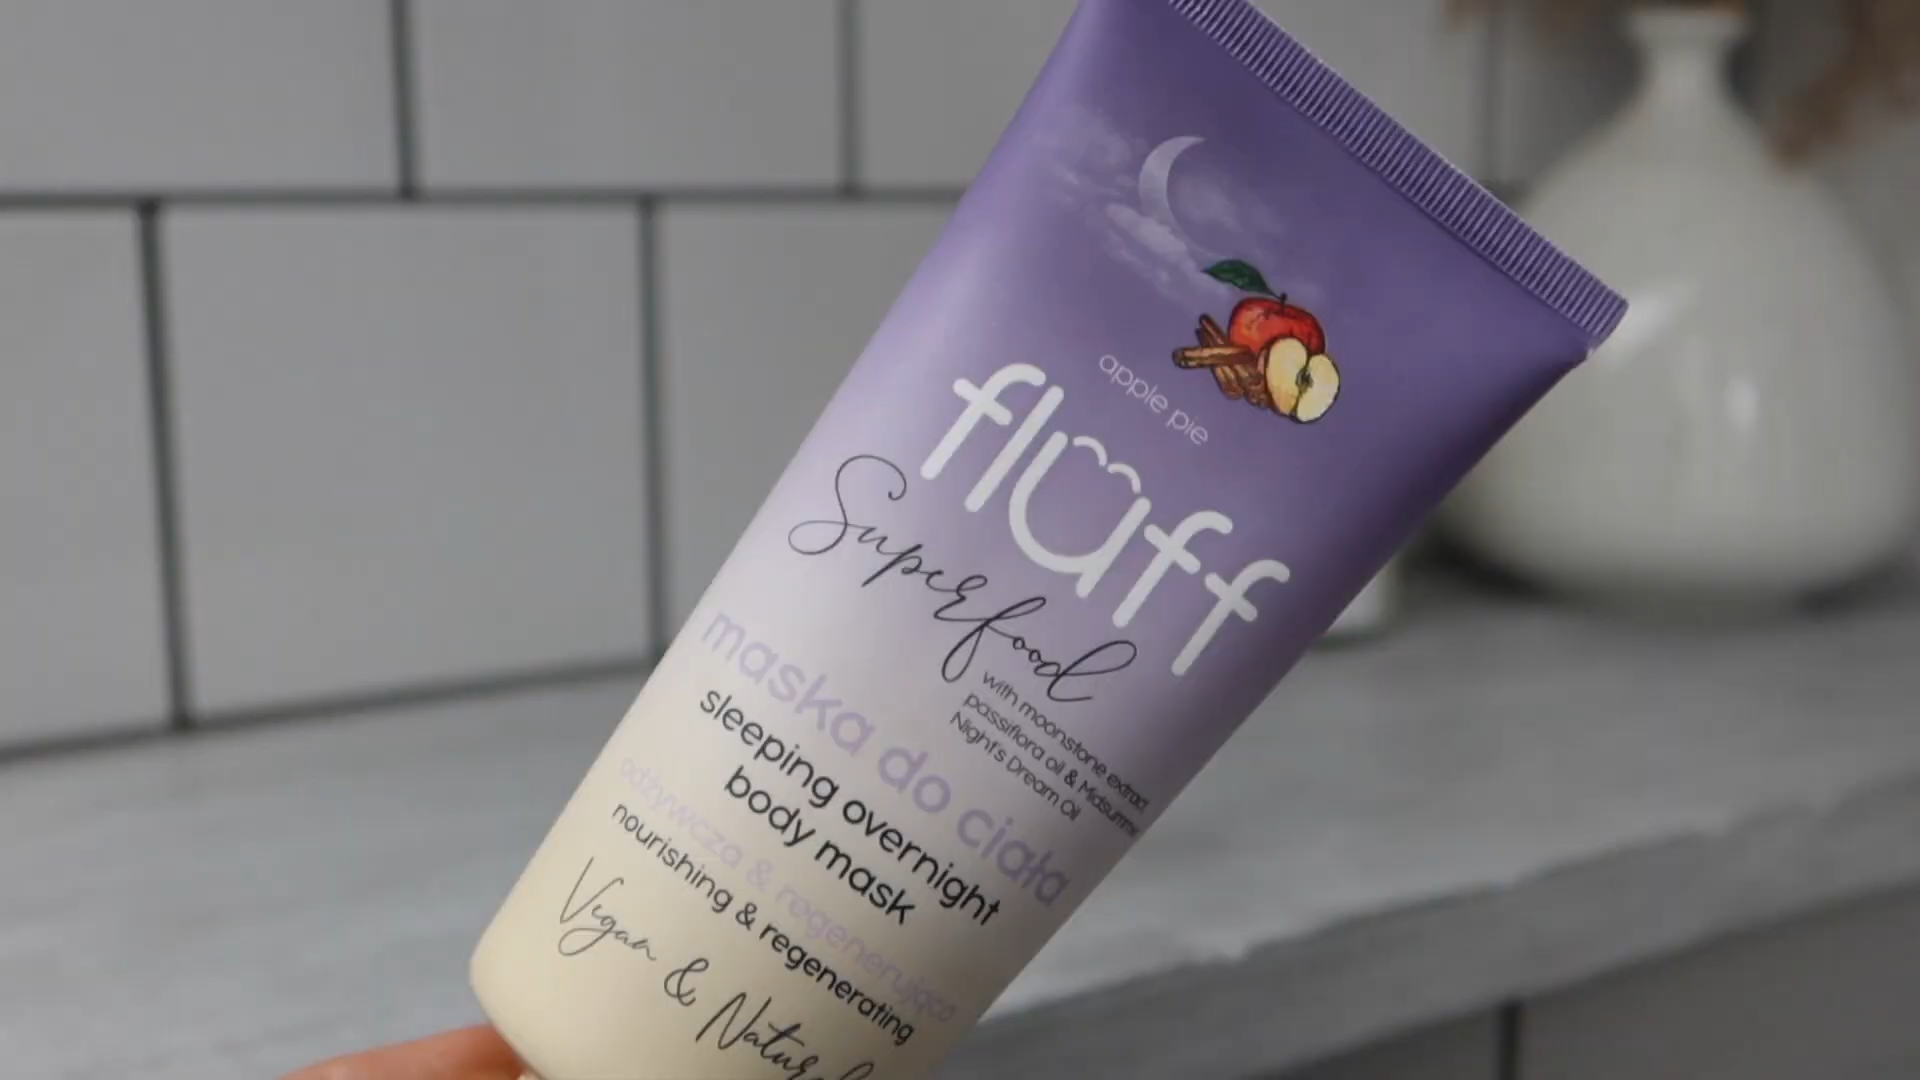 apple pie
fluff
Superfood
with moonstone extract
passiflora oil & Midsummer
Night's Dream Oil
maska do ciała
sleeping overnight
body mask
odżywcza & regenerująca
nourishing & regenerating
Vegan & Natural